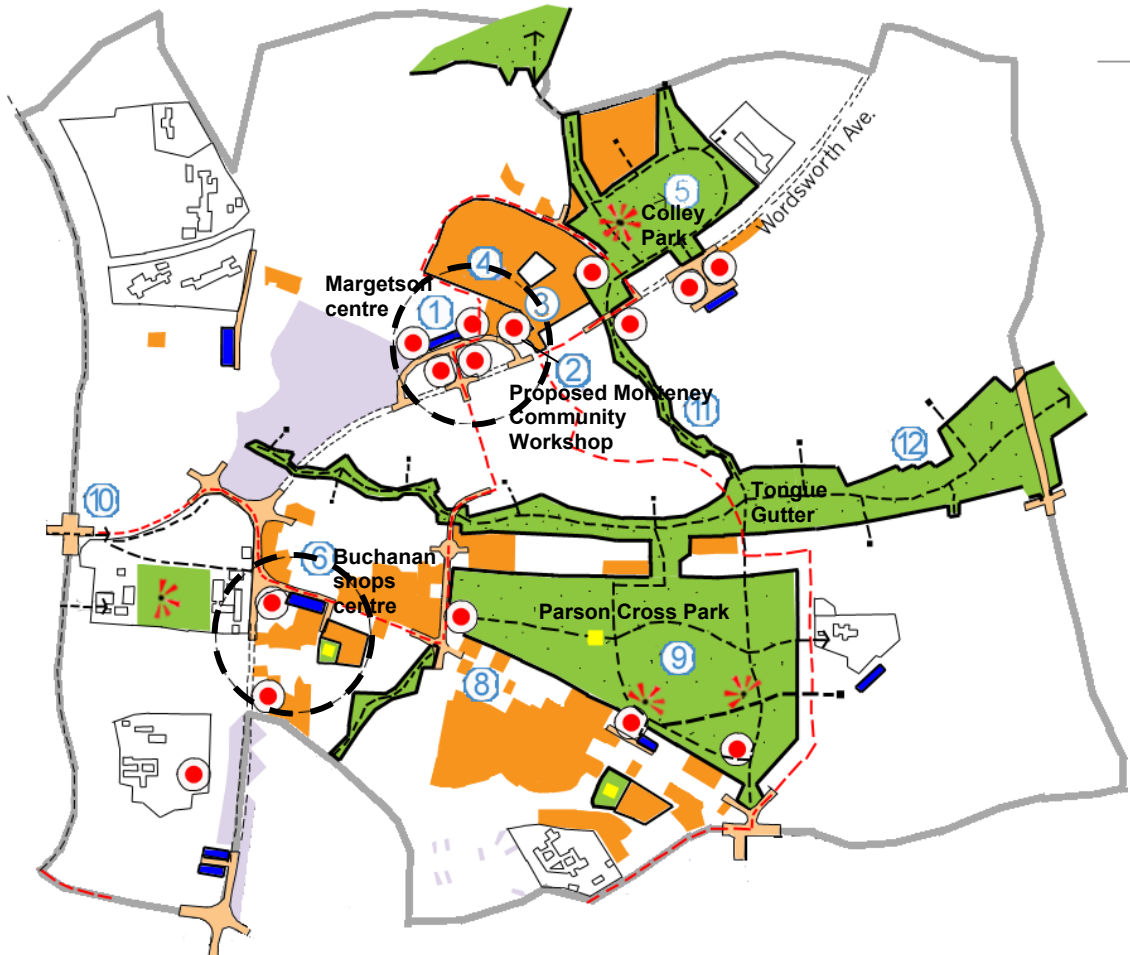 Wordsworth Ave.
5
Colley
Park
4
Margetson
centre
3
1
2
Proposed Monteney
Community
Workshop
11
12
10
Tongue
Gutter
6
Buchanan
shops
centre
Parson Cross Park
9
8